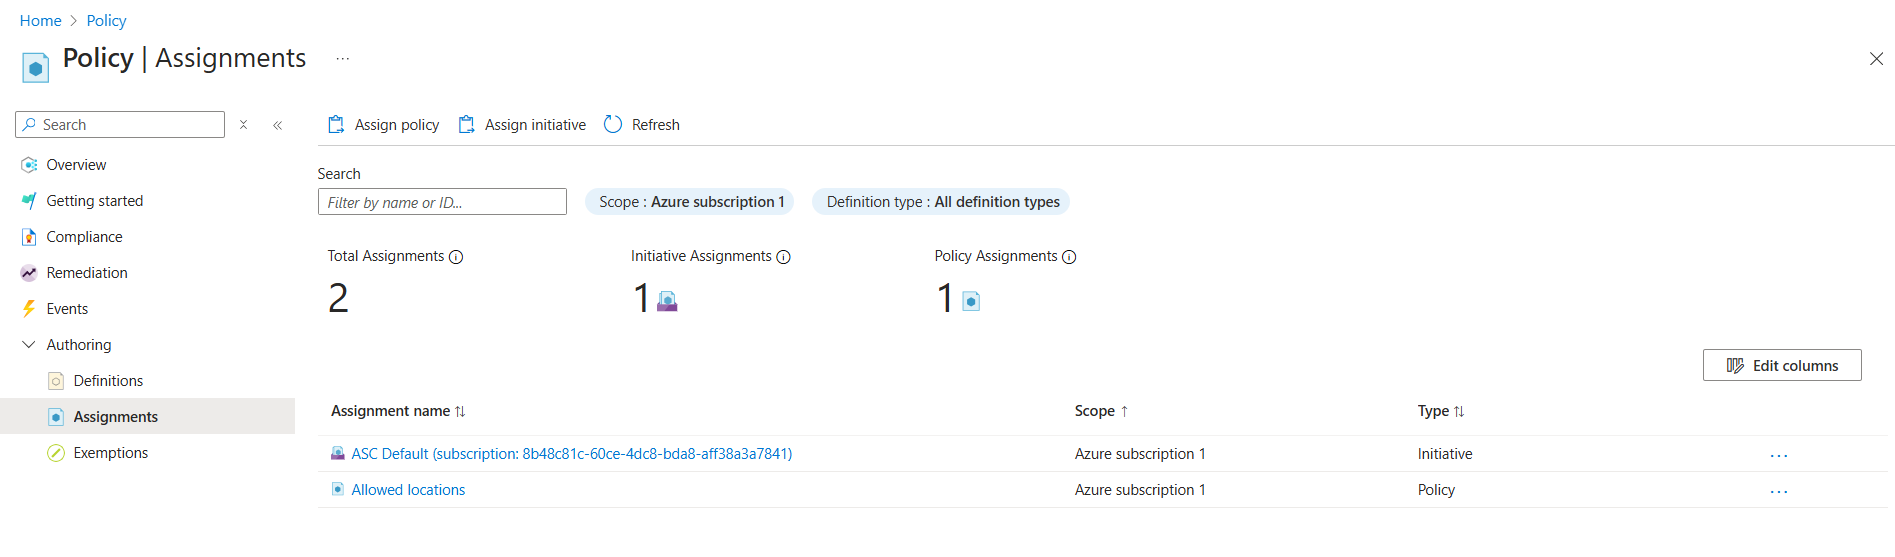 Home > Policy
Policy | Assignments ...
Search
Overview
Getting started
Compliance
Remediation
Events
Authoring
Definitions
Assignments
Exemptions
Assign policy Assign initiative Refresh
Search
Filter by name or ID...
Scope : Azure subscription 1 Definition type : All definition types
Total Assignments Initiative Assignments Policy Assignments
2 1 1
Edit columns
Assignment name Scope Type
ASC Default (subscription: 8b48c81c-60ce-4dc8-bda8-aff38a3a7841) Azure subscription 1 Initiative ...
Allowed locations Azure subscription 1 Policy ...